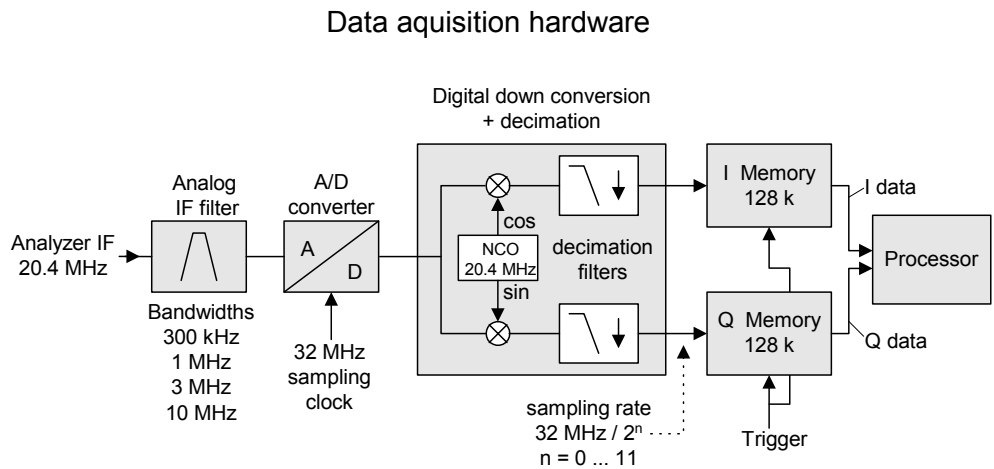 Data aquisition hardware
Digital down conversion
+ decimation
Analog
IF filter
A/D
converter
Analyzer IF
20.4 MHz
A
D
cos
NCO
20.4 MHz
sin
decimation
filters
I Memory
128 k
I data
Processor
Q Memory
128 k
Q data
Bandwidths
300 kHz
1 MHz
3 MHz
10 MHz
32 MHz
sampling
clock
sampling rate
32 MHz / 2ⁿ
n = 0 ... 11
Trigger